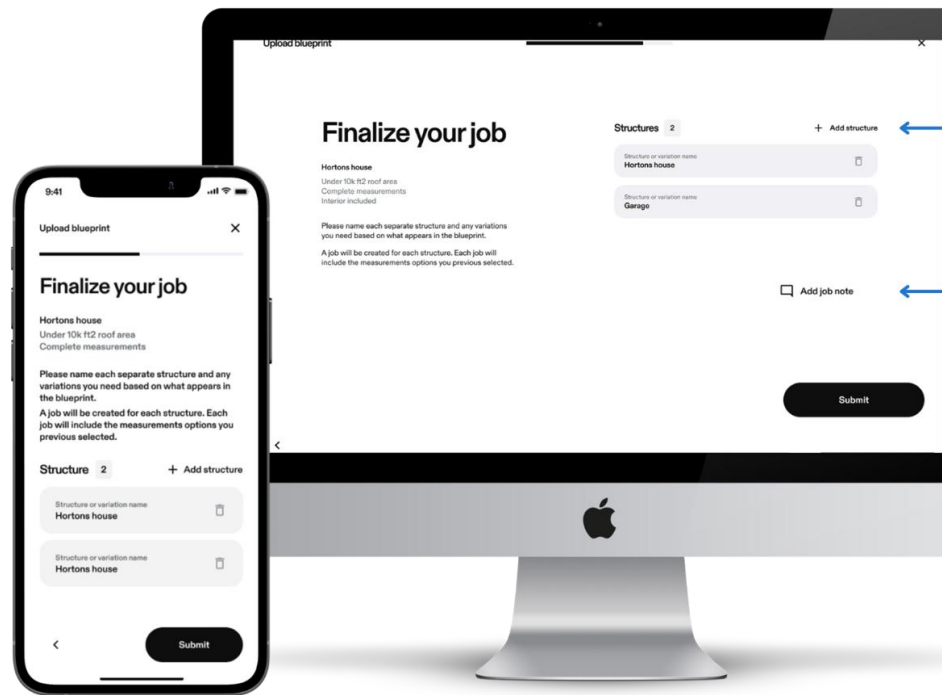 Upload blueprint
Finalize your job
Hortons house
Under 10k ft2 roof area
Complete measurements
Interior included
Please name each separate structure and any variations
you need based on what appears in the blueprint.
A job will be created for each structure. Each job will
include the measurements options you previous selected.
Structures 2
+ Add structure
Structure or variation name
Hortons house
Structure or variation name
Garage
Add job note
Submit
9:41
Upload blueprint
Finalize your job
Hortons house
Under 10k ft2 roof area
Complete measurements
Please name each separate structure and any
variations you need based on what appears in
the blueprint.
A job will be created for each structure. Each
job will include the measurements options you
previous selected.
Structure 2
+ Add structure
Structure or variation name
Hortons house
Structure or variation name
Hortons house
Submit